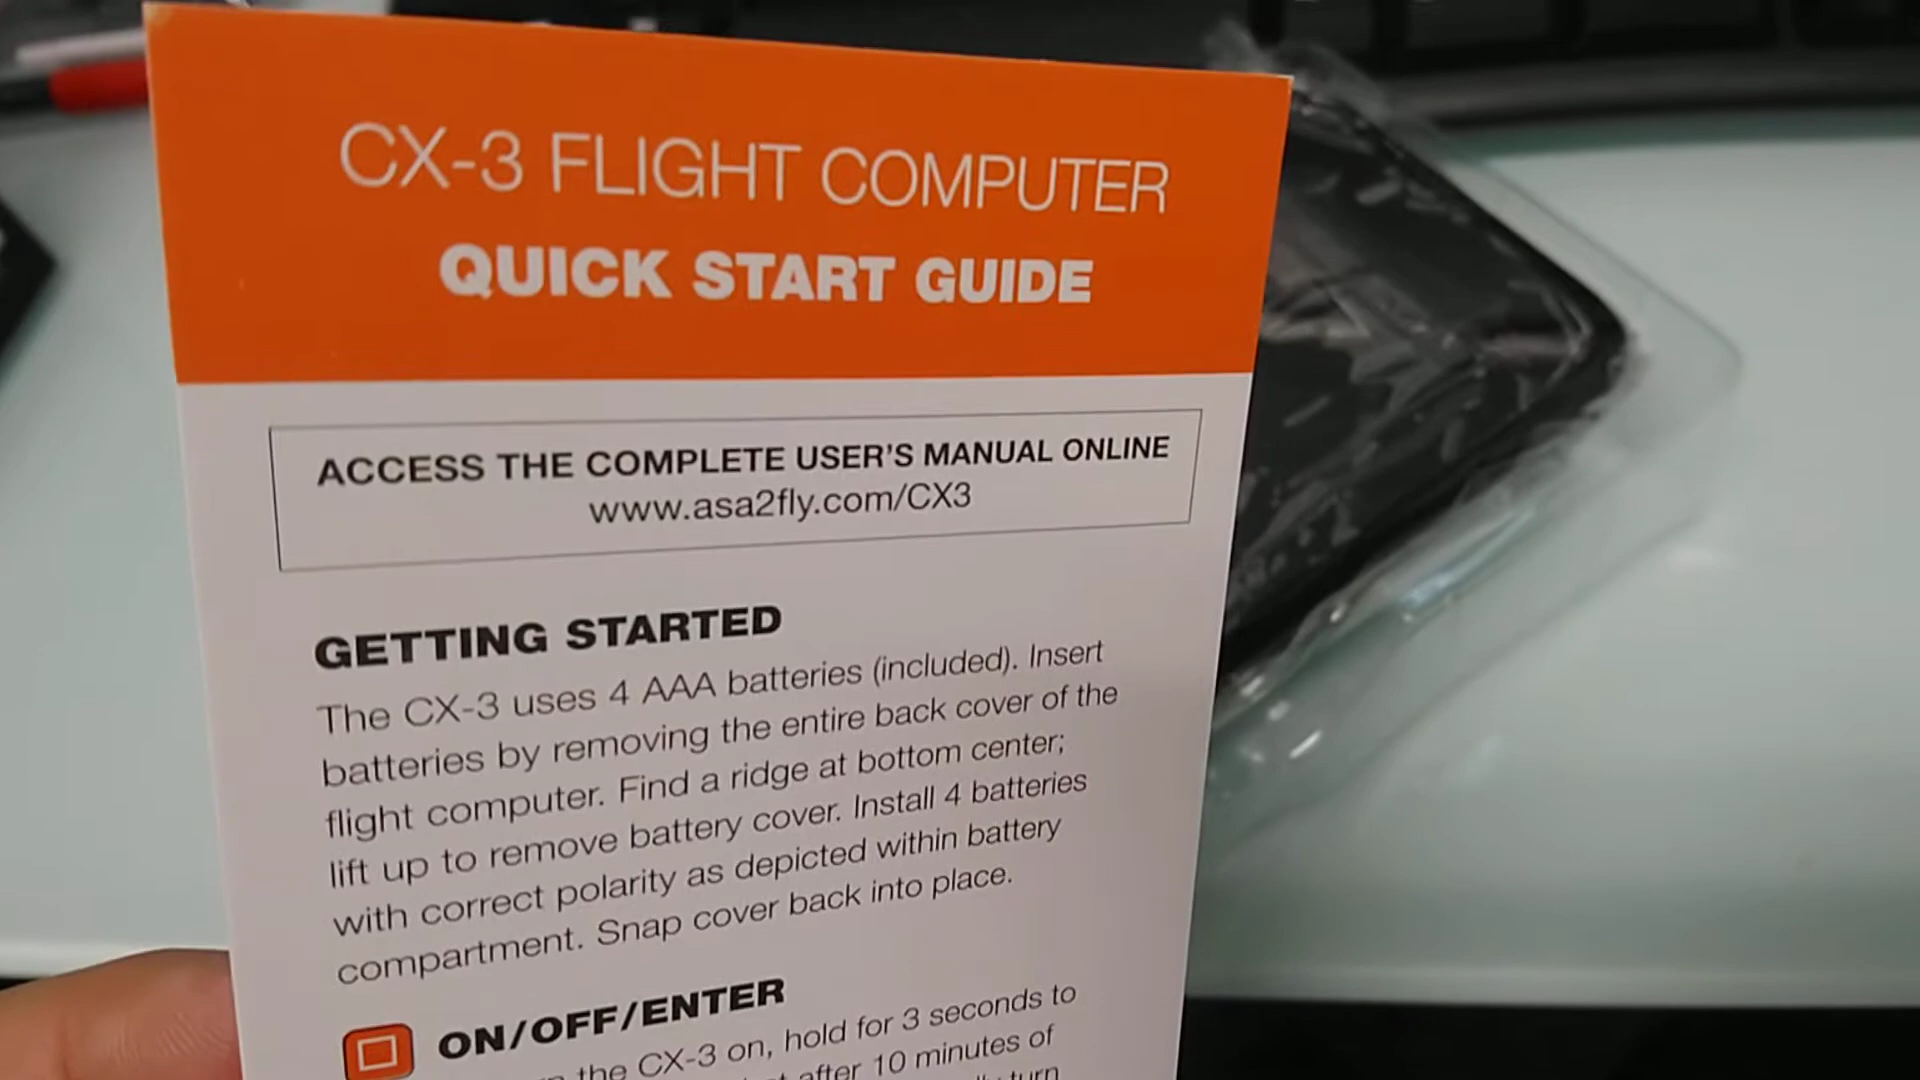 CX-3 FLIGHT COMPUTER
QUICK START GUIDE
ACCESS THE COMPLETE USER'S MANUAL ONLINE
www.asa2fly.com/CX3
GETTING STARTED
The CX-3 uses 4 AAA batteries (included). Insert
batteries by removing the entire back cover of the
flight computer. Find a ridge at bottom center;
lift up to remove battery cover. Install 4 batteries
with correct polarity as depicted within battery
compartment. Snap cover back into place.
ON/OFF/ENTER
the CX-3 on, hold for 3 seconds to
after 10 minutes of
turn